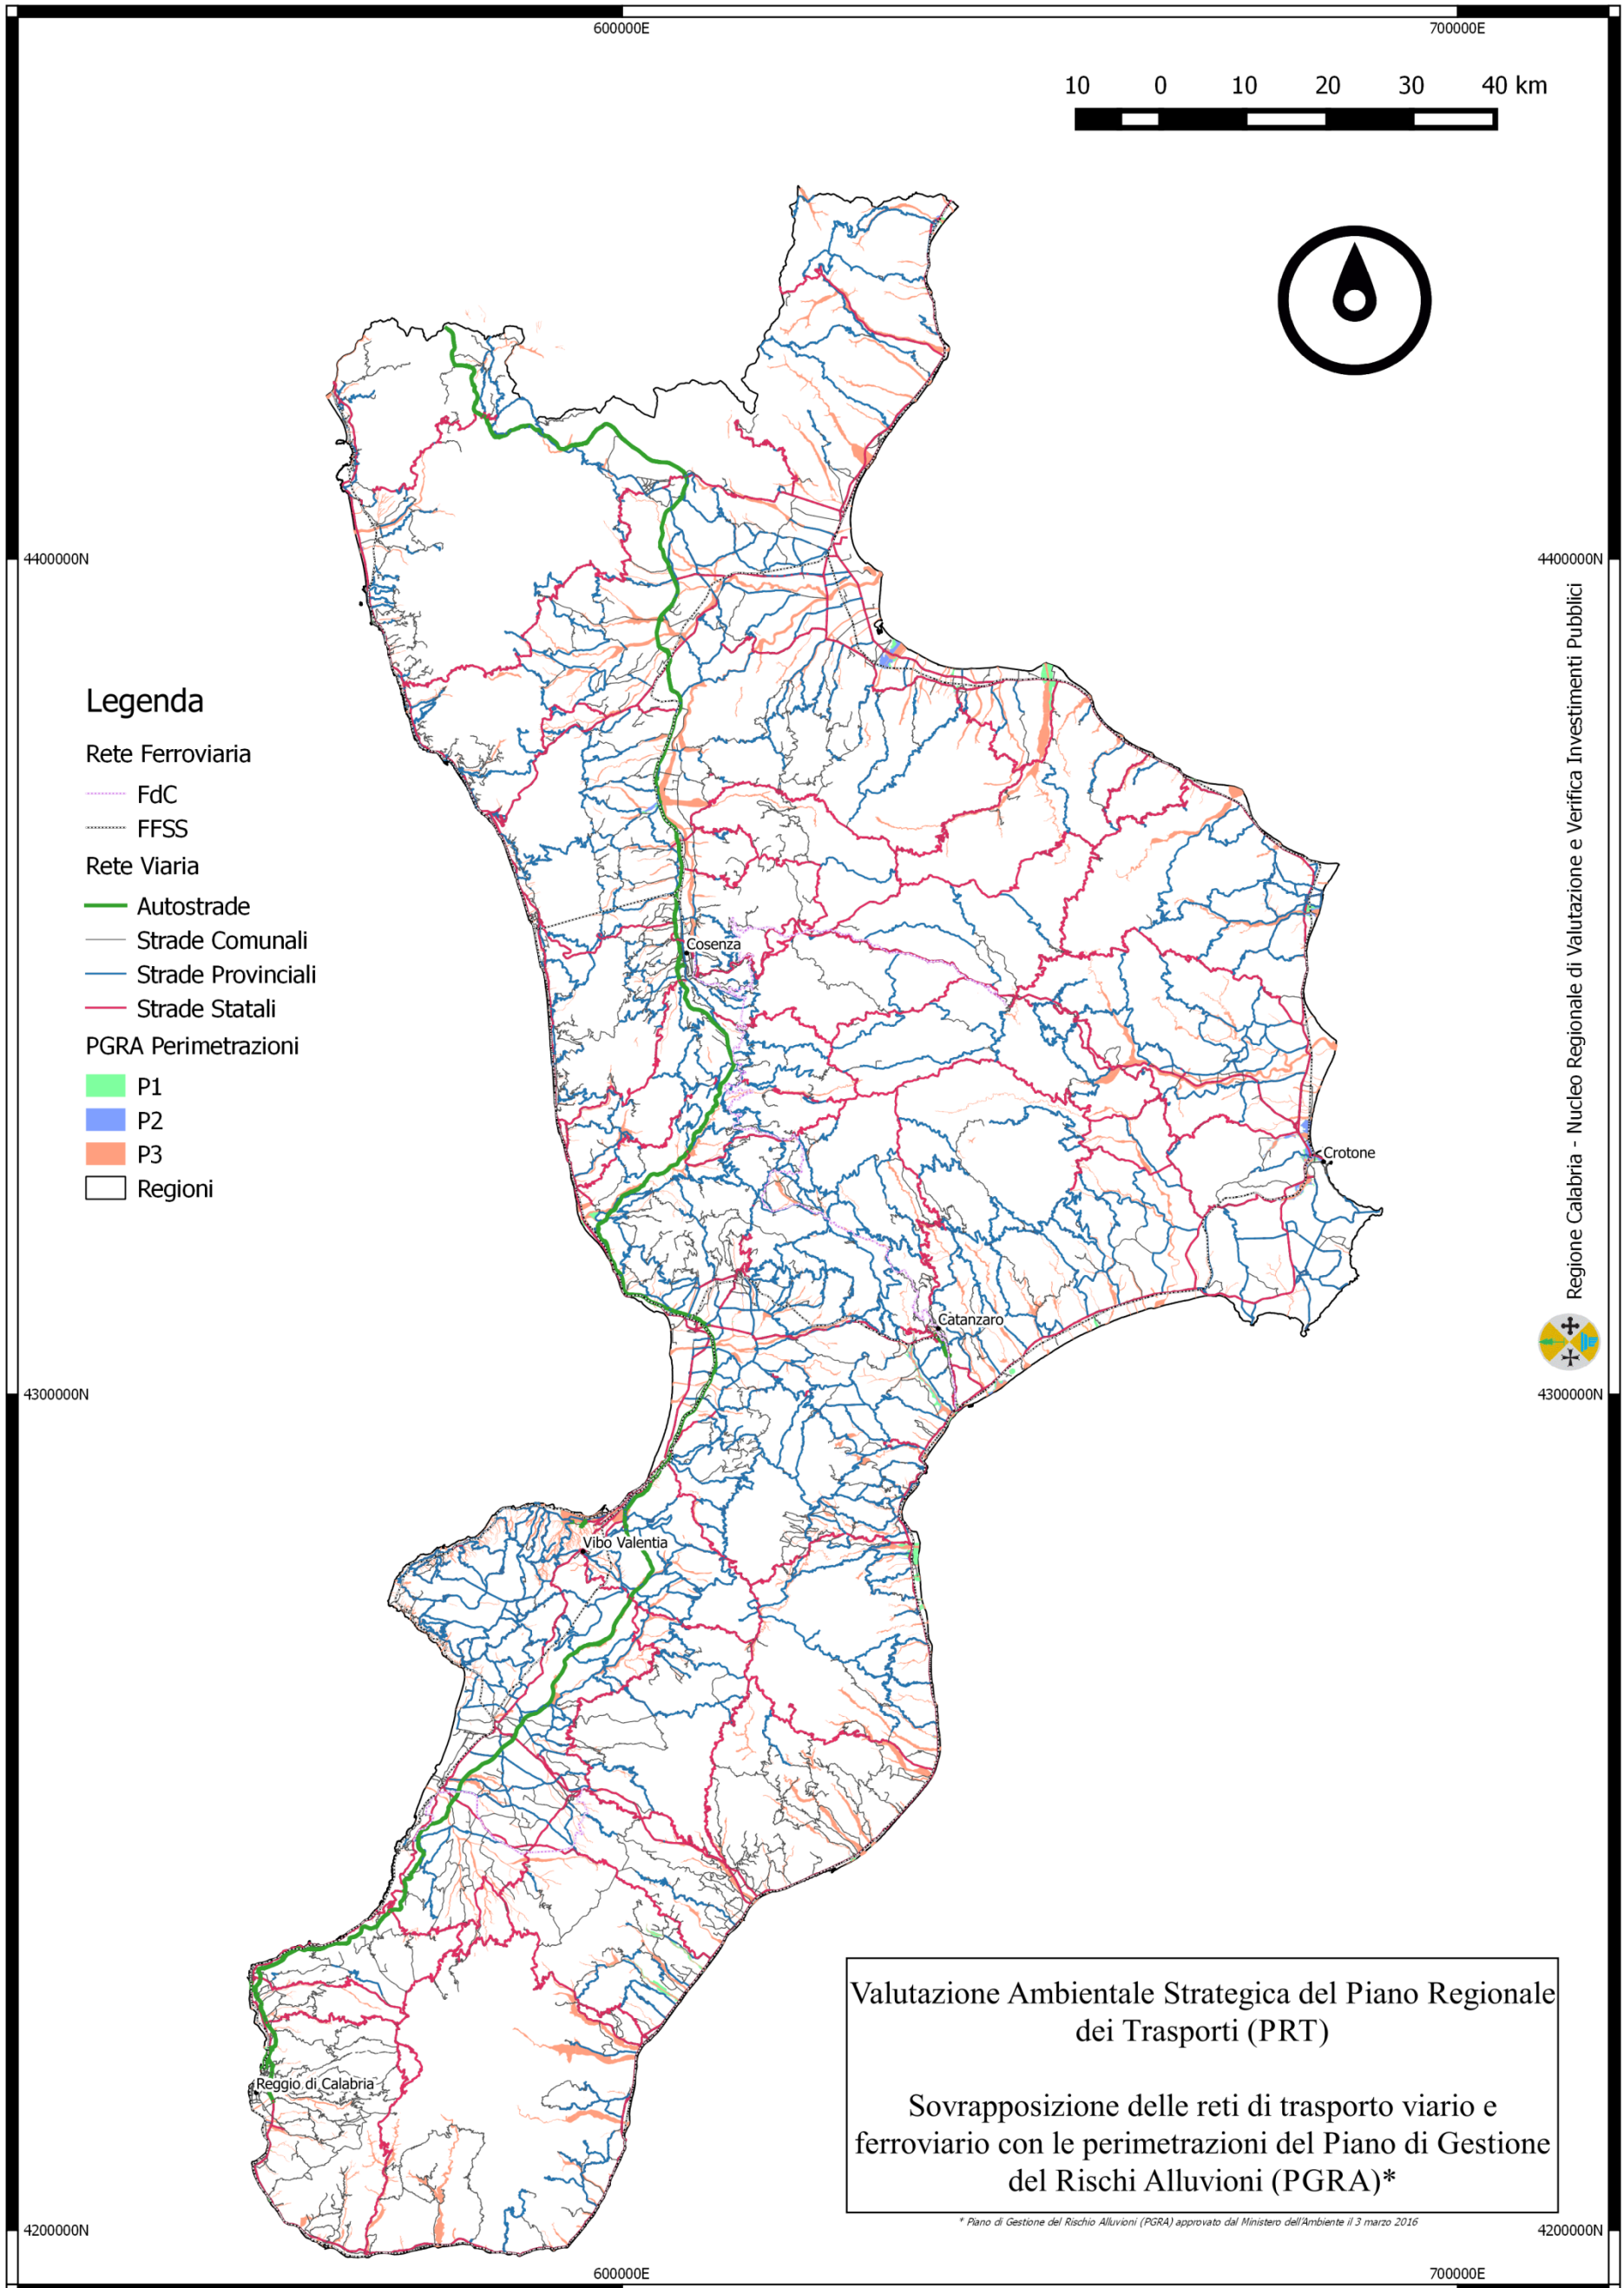 600000E
700000E
10 0 10 20 30 40 km
4400000N
4400000N
Legenda
Rete Ferroviaria
FdC
FFSS
Rete Viaria
Autostrade
Strade Comunali
Strade Provinciali
Strade Statali
PGRA Perimetrazioni
P1
P2
P3
Regioni
Cosenza
Crotone
Catanzaro
Vibo Valentia
Reggio di Calabria
Regione Calabria - Nucleo Regionale di Valutazione e Verifica Investimenti Pubblici
4300000N
4300000N
Valutazione Ambientale Strategica del Piano Regionale
dei Trasporti (PRT)
Sovrapposizione delle reti di trasporto viario e
ferroviario con le perimetrazioni del Piano di Gestione
del Rischi Alluvioni (PGRA)*
* Piano di Gestione del Rischio Alluvioni (PGRA) approvato dal Ministero dell'Ambiente il 3 marzo 2016
4200000N
4200000N
600000E
700000E